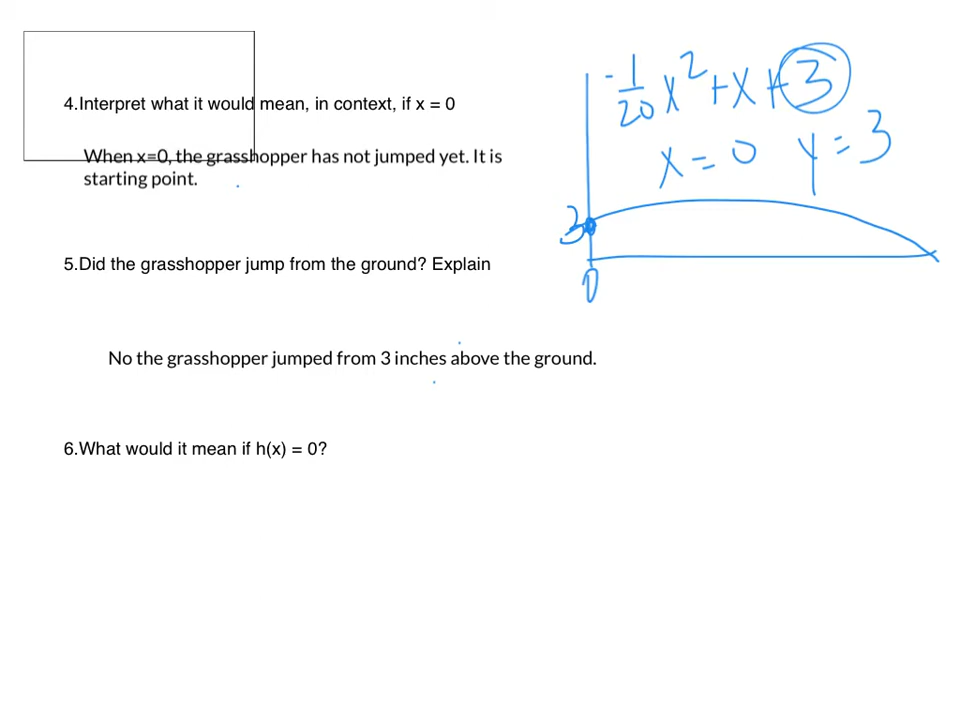 4.Interpret what it would mean, in context, if x = 0
When x=0, the grasshopper has not jumped yet. It is
starting point.
5.Did the grasshopper jump from the ground? Explain
No the grasshopper jumped from 3 inches above the ground.
6.What would it mean if h(x) = 0?
-1/20 x² + x + 3
x = 0 y = 3
3
0